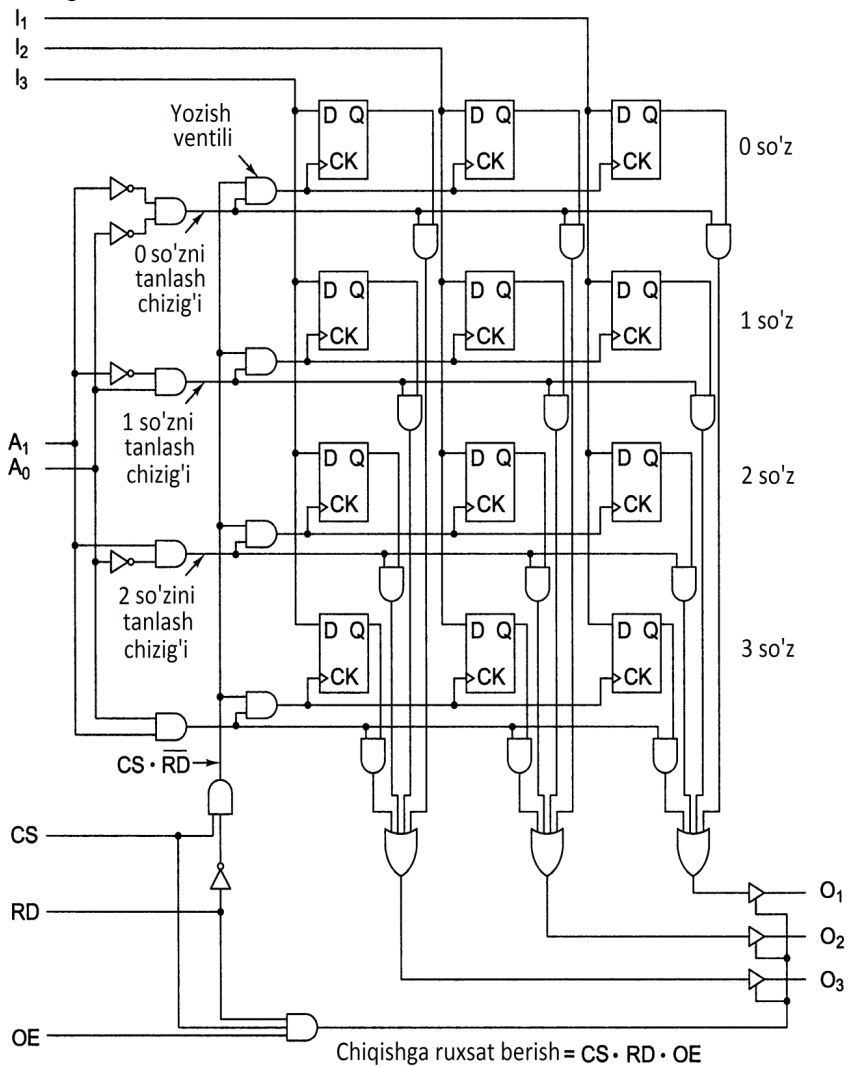 I₁
I₂
I₃
Yozish
ventili
D Q
CK
D Q
CK
D Q
CK
0 so'z
0 so'zni
tanlash
chizig'i
D Q
CK
D Q
CK
D Q
CK
1 so'z
1 so'zni
tanlash
chizig'i
A₁
A₀
D Q
CK
D Q
CK
D Q
CK
2 so'z
2 so'zini
tanlash
chizig'i
D Q
CK
D Q
CK
D Q
CK
3 so'z
CS · R̅D̅
CS
RD
OE
O₁
O₂
O₃
Chiqishga ruxsat berish = CS · RD · OE